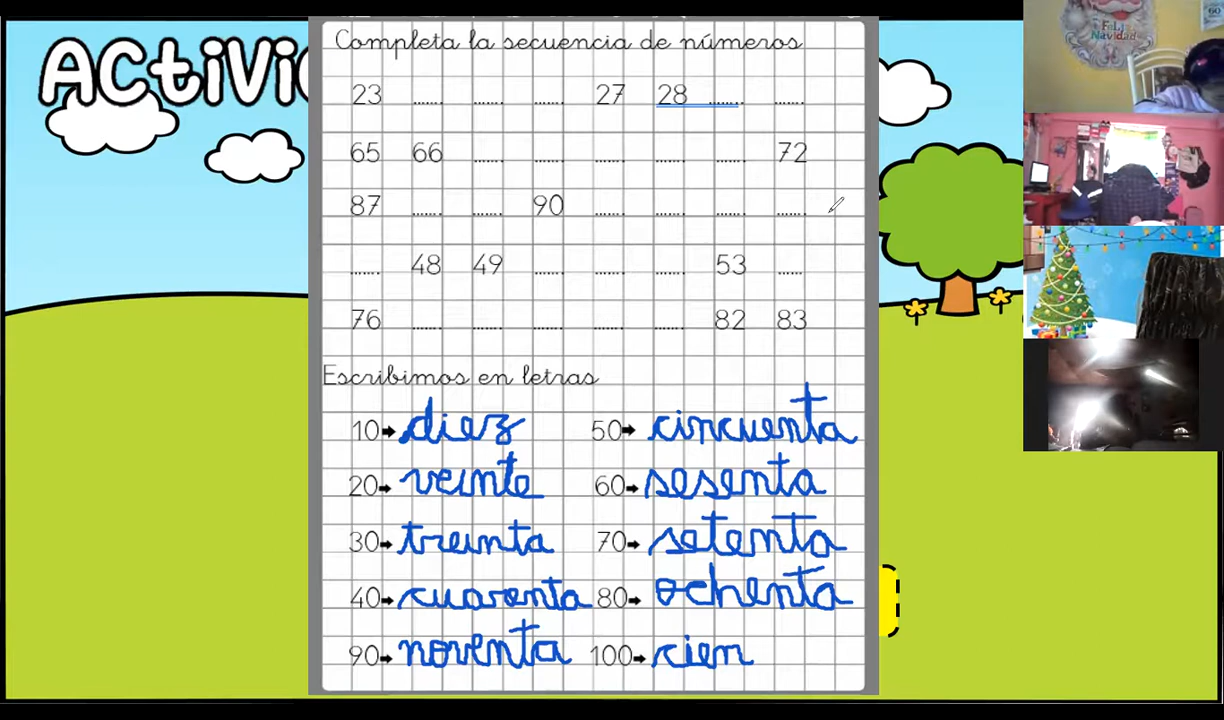 ACtiVi
Completa la secuencia de números
23 ...... ...... ...... 27 28 ...... ......
65 66 ...... ...... ...... ...... ...... 72
87 ...... ...... 90 ...... ...... ...... ......
...... 48 49 ...... ...... ...... 53 ......
76 ...... ...... ...... ...... ...... 82 83
Escribimos en letras
10➡ diez 50➡ cincuenta
20➡ veinte 60➡ sesenta
30➡ treinta 70➡ setenta
40➡ cuarenta 80➡ ochenta
90➡ noventa 100➡ cien
Feliz
Navidad
60